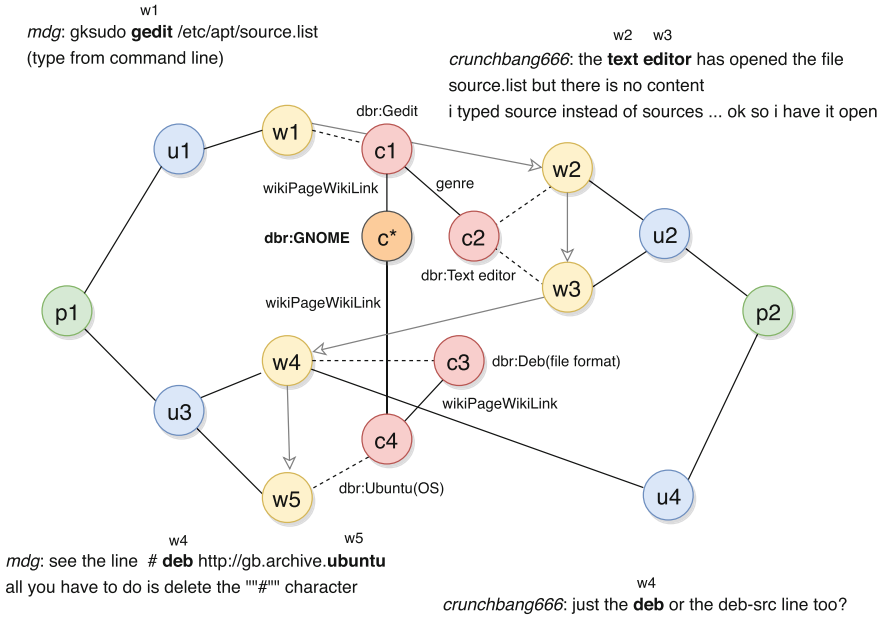 w1
mdg: gksudo gedit /etc/apt/source.list
(type from command line)
w2 w3
crunchbang666: the text editor has opened the file
source.list but there is no content
i typed source instead of sources ... ok so i have it open
dbr:Gedit
u1
w1
c1
w2
wikiPageWikiLink
genre
dbr:GNOME
c*
c2
u2
dbr:Text editor
w3
wikiPageWikiLink
p1
p2
w4
c3
dbr:Deb(file format)
u3
wikiPageWikiLink
c4
w5
dbr:Ubuntu(OS)
u4
w4 w5
mdg: see the line # deb http://gb.archive.ubuntu
all you have to do is delete the ""#"" character
w4
crunchbang666: just the deb or the deb-src line too?